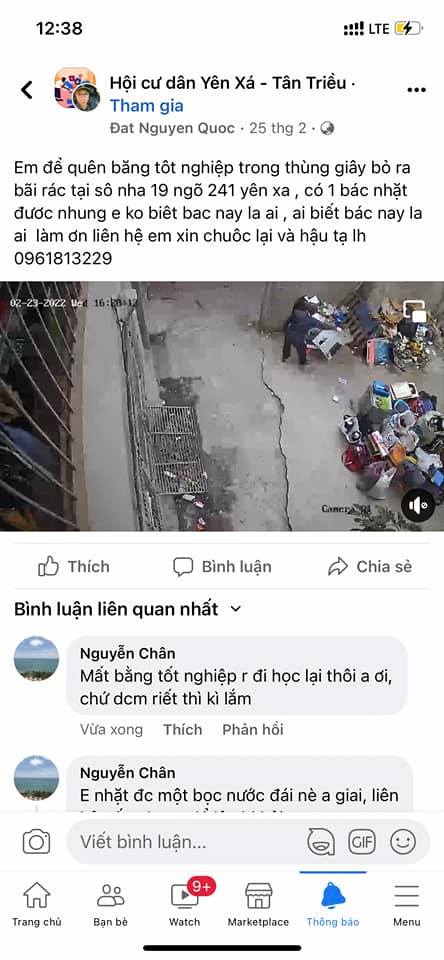 12:38
LTE
Hội cư dân Yên Xá - Tân Triều ·
Tham gia
Đat Nguyen Quoc · 25 thg 2 ·
Em để quên băng tôt nghiệp trong thùng giây bỏ ra
bãi rác tại sô nha 19 ngõ 241 yên xa , có 1 bác nhặt
đươc nhưng e ko biêt bac nay la ai , ai biết bác nay la
ai làm ơn liên hệ em xin chuôc lại và hậu tạ lh
0961813229
02-23-2022 Wed 16:28:12
Camera 01
Thích
Bình luận
Chia sẻ
Bình luận liên quan nhất
Nguyễn Chân
Mất bằng tốt nghiệp r đi học lại thôi a ơi,
chứ dcm riết thì kì lắm
Vừa xong Thích Phản hồi
Nguyễn Chân
E nhặt đc một bọc nước đái nè a giai, liên
Viết bình luận...
GIF
9+
Trang chủ
Bạn bè
Watch
Marketplace
Thông báo
Menu